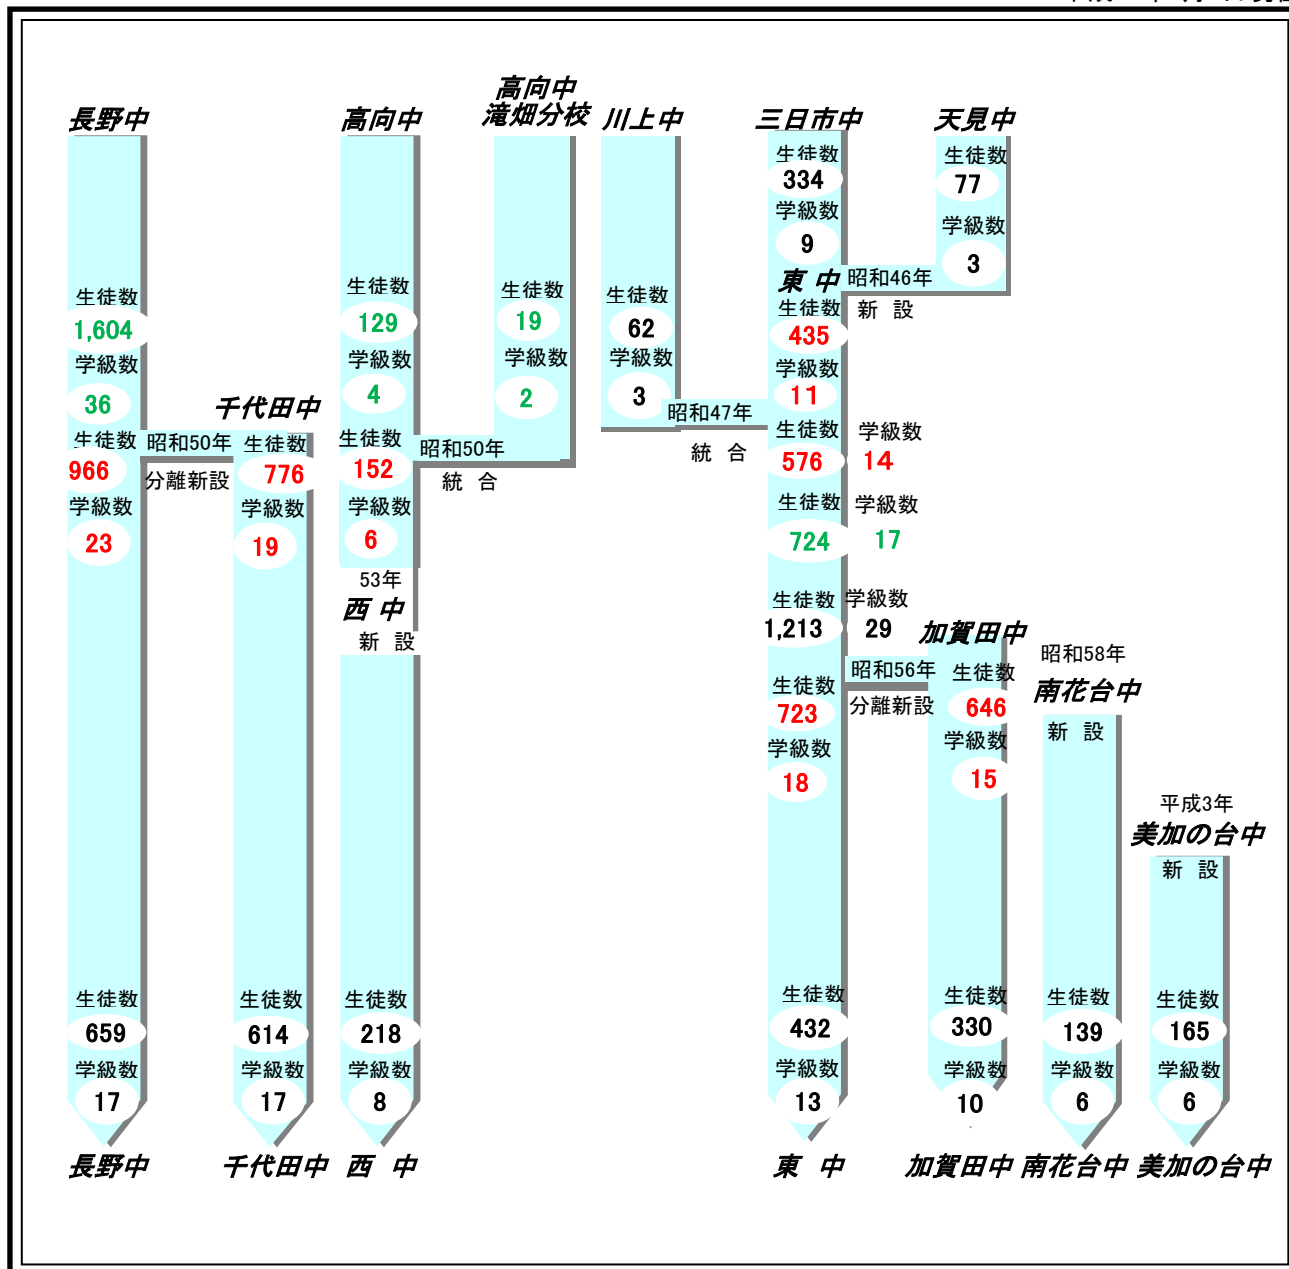 長野中
生徒数
1,604
学級数
36
昭和50年
分離新設
生徒数
966
学級数
23
生徒数
659
学級数
17
長野中
千代田中
生徒数
776
学級数
19
生徒数
614
学級数
17
千代田中
高向中
生徒数
129
学級数
4
昭和50年
統 合
生徒数
152
学級数
6
53年
西 中
新 設
生徒数
218
学級数
8
西 中
高向中
滝畑分校
生徒数
19
学級数
2
川上中
生徒数
62
学級数
3
昭和47年
統 合
三日市中
生徒数
334
学級数
9
東 中
昭和46年
新 設
生徒数
435
学級数
11
生徒数 学級数
576 14
生徒数 学級数
724 17
生徒数 学級数
1,213 29
昭和56年
分離新設
生徒数
723
学級数
18
生徒数
432
学級数
13
東 中
天見中
生徒数
77
学級数
3
加賀田中
生徒数
646
学級数
15
生徒数
330
学級数
10
加賀田中
昭和58年
南花台中
新 設
生徒数
139
学級数
6
南花台中
平成3年
美加の台中
新 設
生徒数
165
学級数
6
美加の台中